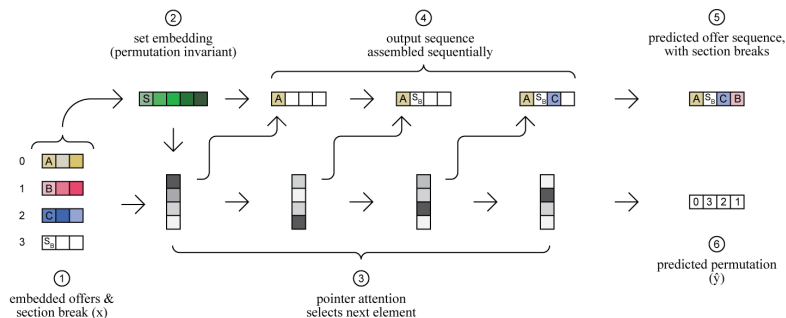 ②
set embedding
(permutation invariant)
④
output sequence
assembled sequentially
⑤
predicted offer sequence,
with section breaks
S
A
A S_B
A S_B C
A S_B C B
0 A
1 B
2 C
3 S_B
0 3 2 1
①
embedded offers &
section break (x)
③
pointer attention
selects next element
⑥
predicted permutation
(ŷ)